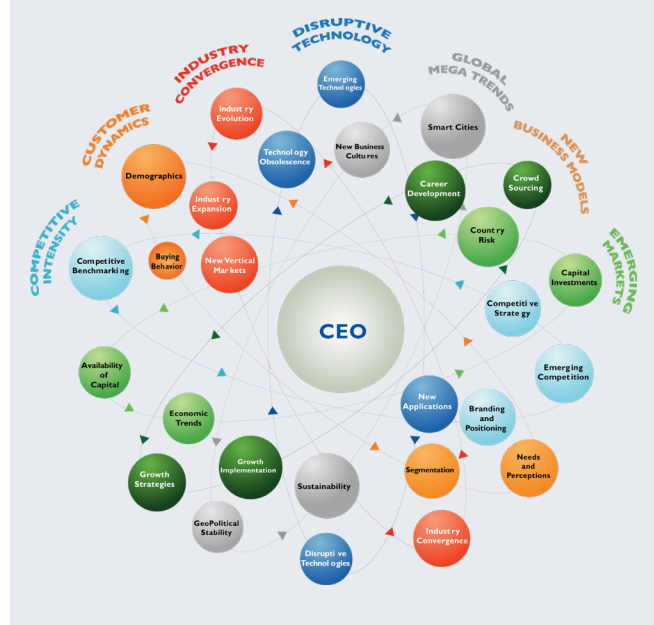 DISRUPTIVE
TECHNOLOGY
INDUSTRY
CONVERGENCE
GLOBAL
MEGA TRENDS
CUSTOMER
DYNAMICS
NEW
BUSINESS MODELS
COMPETITIVE
INTENSITY
EMERGING
MARKETS
Emerging
Technologies
Industry
Evolution
Smart Cities
Technology
Obsolescence
New Business
Cultures
Demographics
Career
Development
Crowd
Sourcing
Industry
Expansion
Country
Risk
Competitive
Benchmarking
Buying
Behavior
New Vertical
Markets
Capital
Investments
Competitive
Strategy
CEO
Availability
of
Capital
Emerging
Competition
New
Applications
Branding
and
Positioning
Economic
Trends
Growth
Implementation
Segmentation
Needs
and
Perceptions
Growth
Strategies
Sustainability
GeoPolitical
Stability
Industry
Convergence
Disruptive
Technologies